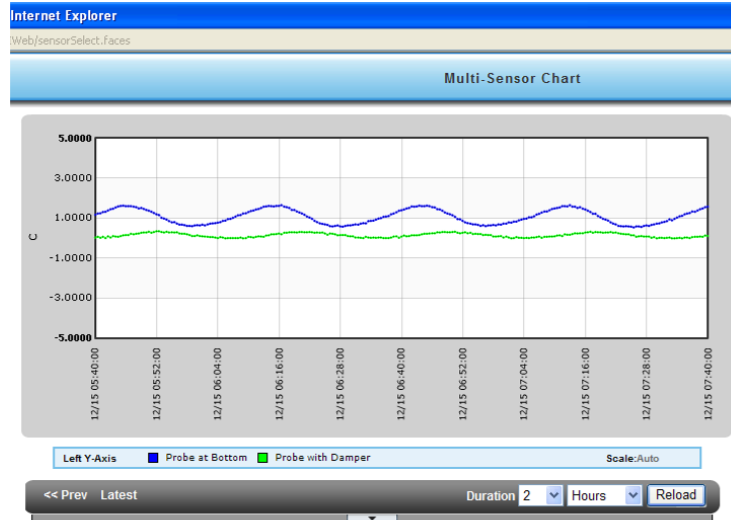 Internet Explorer
Web/sensorSelect.faces
Multi-Sensor Chart
5.0000
3.0000
1.0000
C
-1.0000
-3.0000
-5.0000
12/15 05:40:00
12/15 05:52:00
12/15 06:04:00
12/15 06:16:00
12/15 06:28:00
12/15 06:40:00
12/15 06:52:00
12/15 07:04:00
12/15 07:16:00
12/15 07:28:00
12/15 07:40:00
Left Y-Axis Probe at Bottom Probe with Damper Scale:Auto
<< Prev Latest Duration 2 Hours Reload